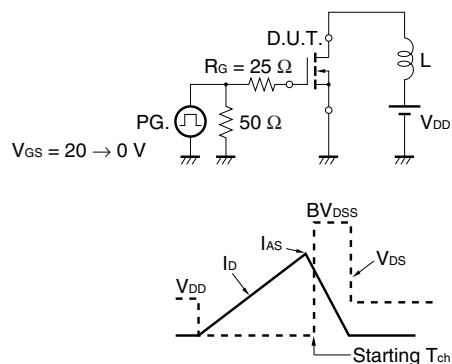 D.U.T.
RG = 25 Ω
L
PG.
50 Ω
VDD
VGS = 20 → 0 V
BVDSS
IAS
ID
VDS
VDD
Starting Tch